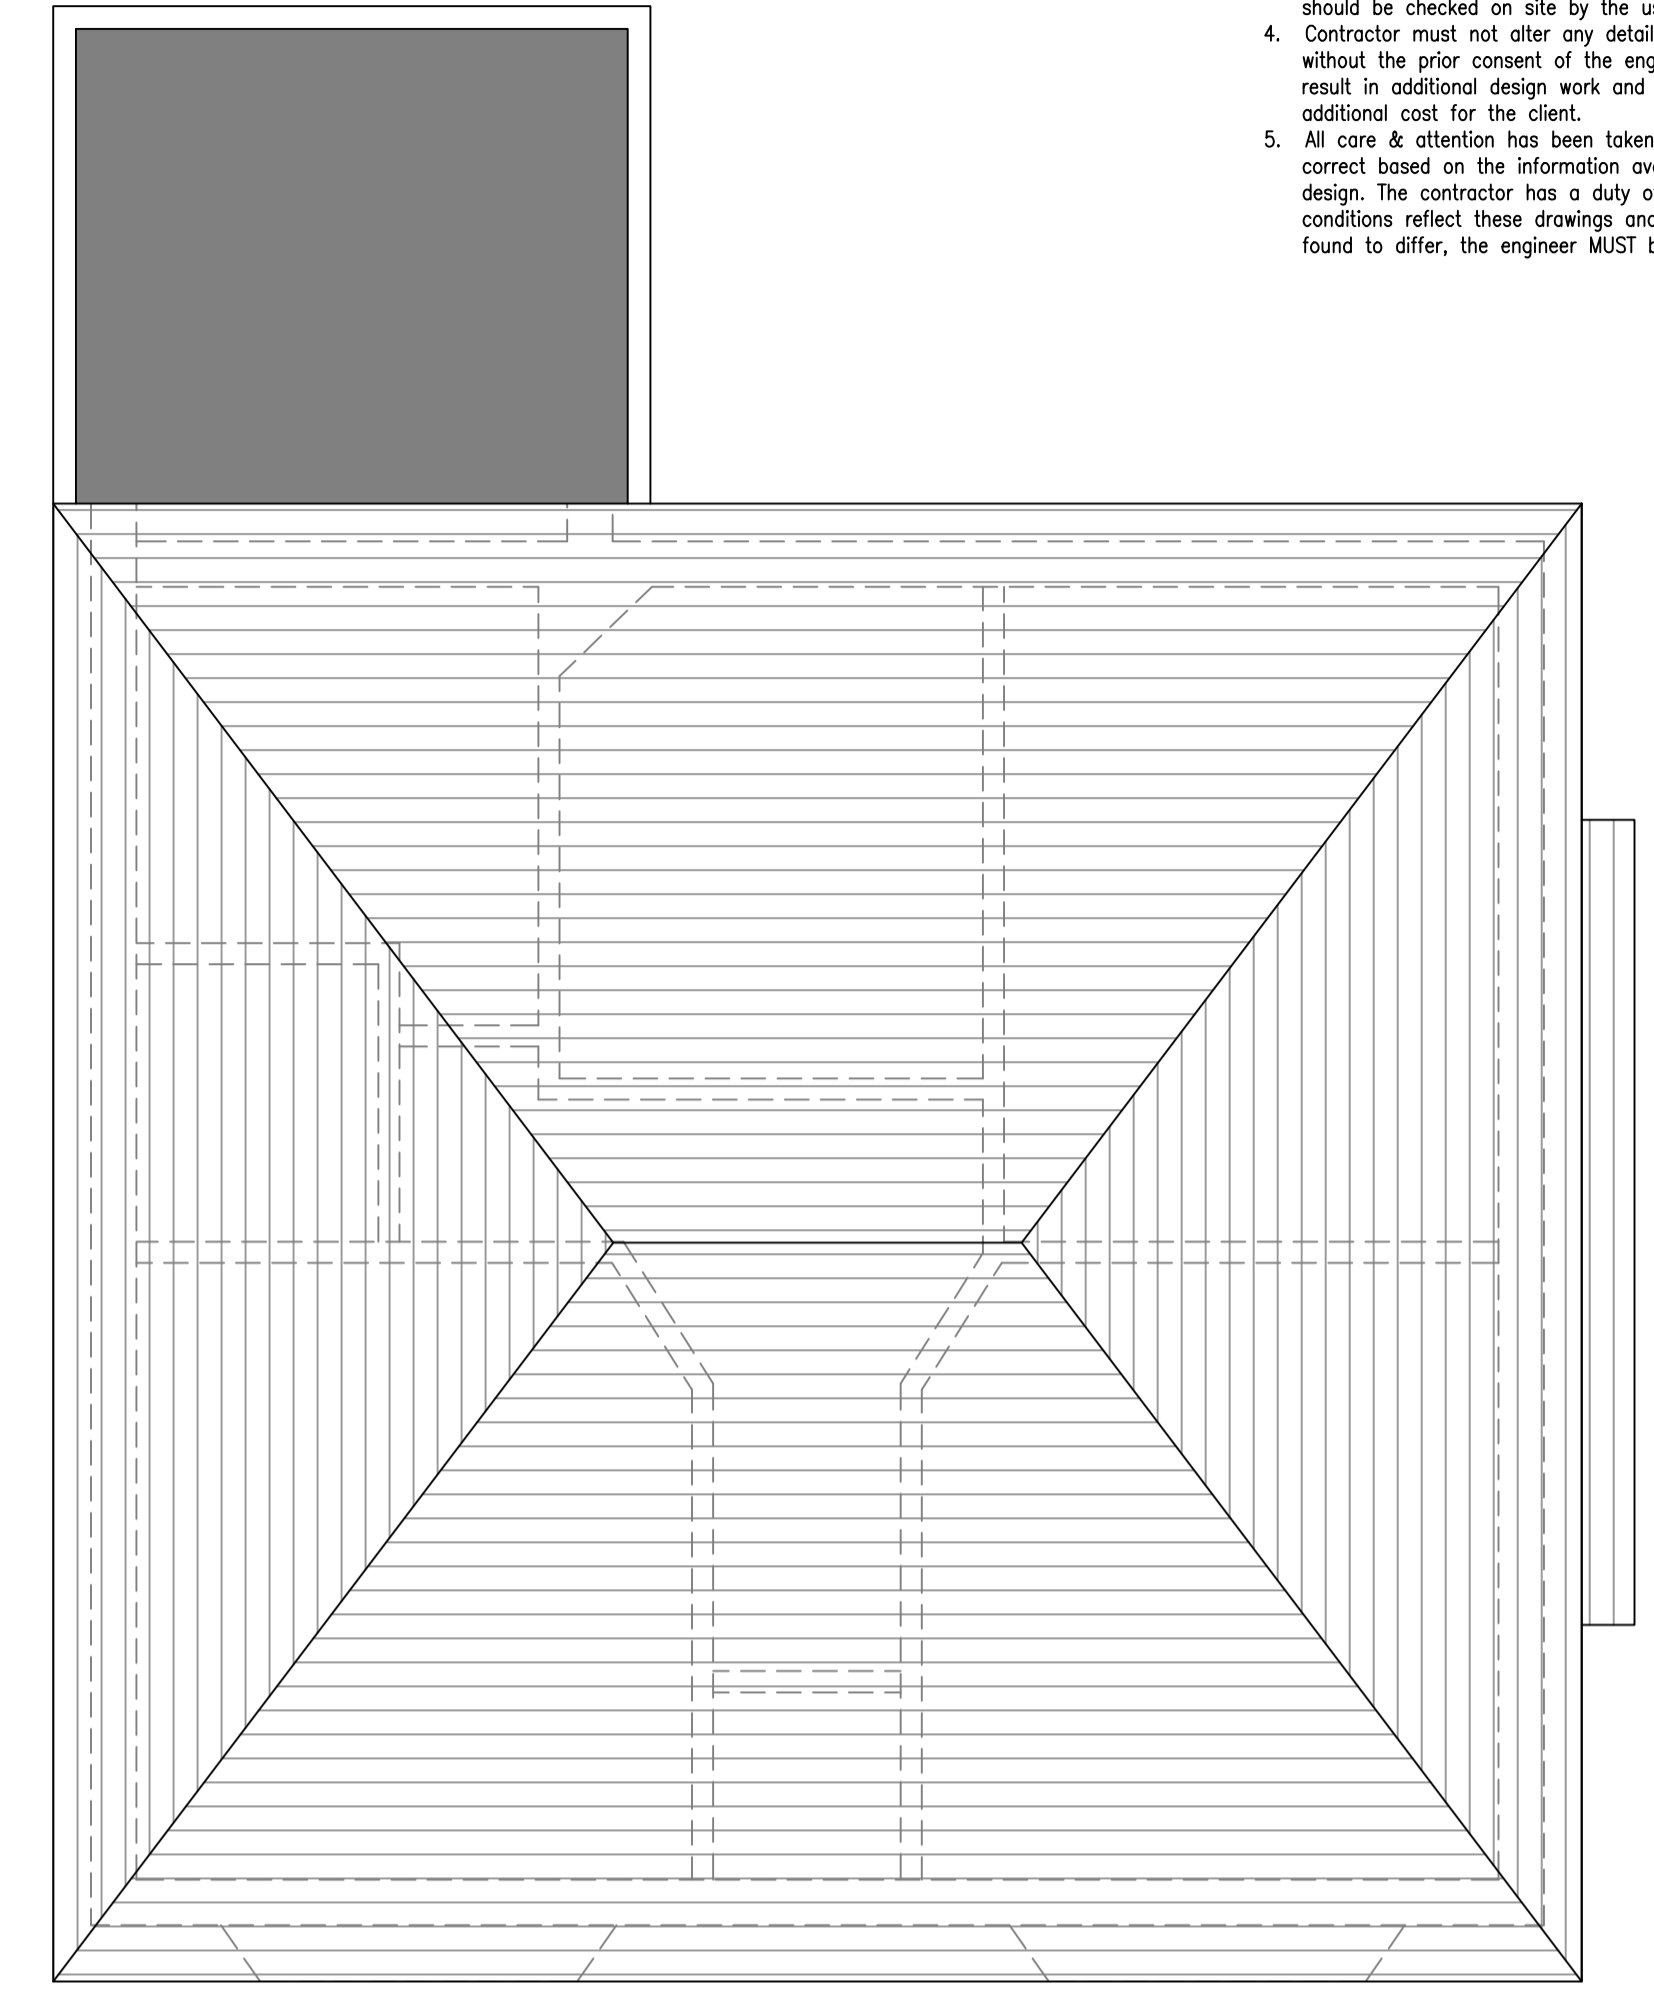 should be checked on site by the
4. Contractor must not alter any detail
without the prior consent of the
result in additional design work and
additional cost for the client.
5. All care & attention has been taken
correct based on the information
design. The contractor has a duty
conditions reflect these drawings
found to differ, the engineer MUST